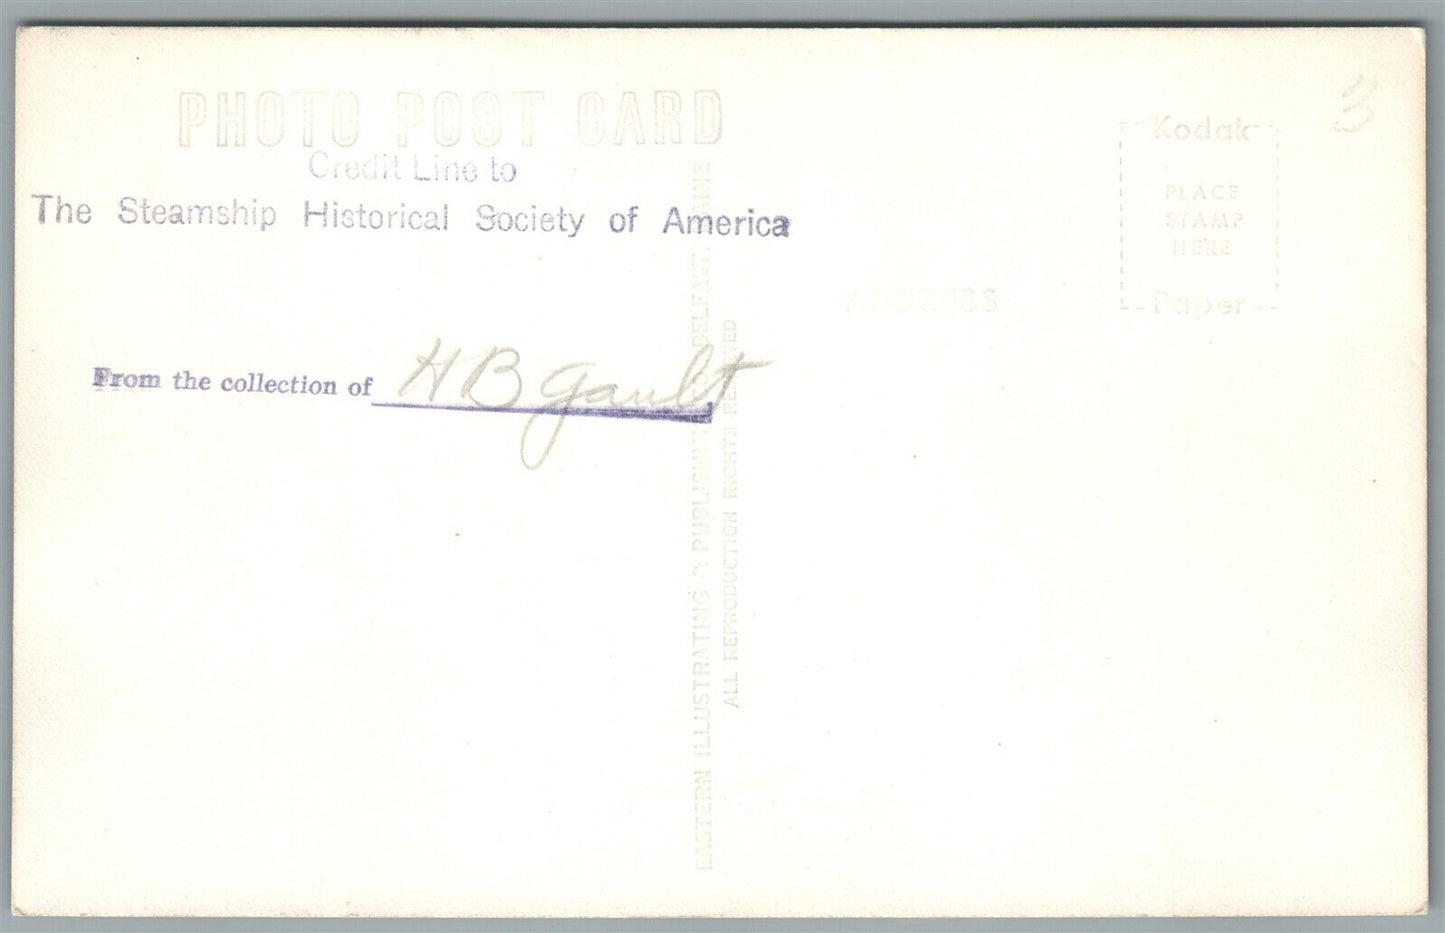 PHOTO POST CARD
Credit Line to
The Steamship Historical Society of America
From the collection of H B Gault
EASTERN ILLUSTRATING & PUBLISHING BELFAST, MAINE
ALL REPRODUCTION RIGHTS RESERVED
ADDRESS
Kodak
PLACE
STAMP
HERE
Paper
3